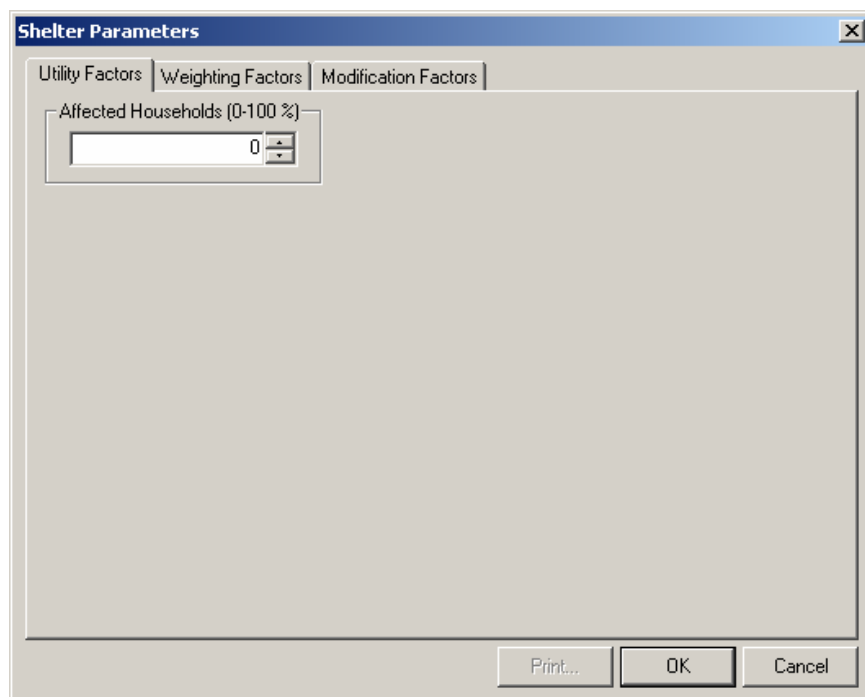 Shelter Parameters
Utility Factors Weighting Factors Modification Factors
Affected Households (0-100 %)
0
Print... OK Cancel